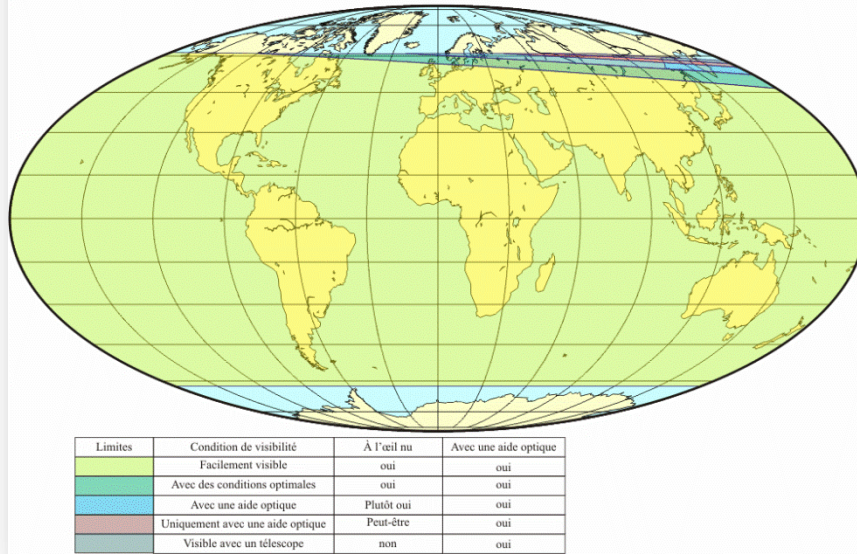 Limites Condition de visibilité À l’œil nu Avec une aide optique
Facilement visible oui oui
Avec des conditions optimales oui oui
Avec une aide optique Plutôt oui oui
Uniquement avec une aide optique Peut-être oui
Visible avec un télescope non oui